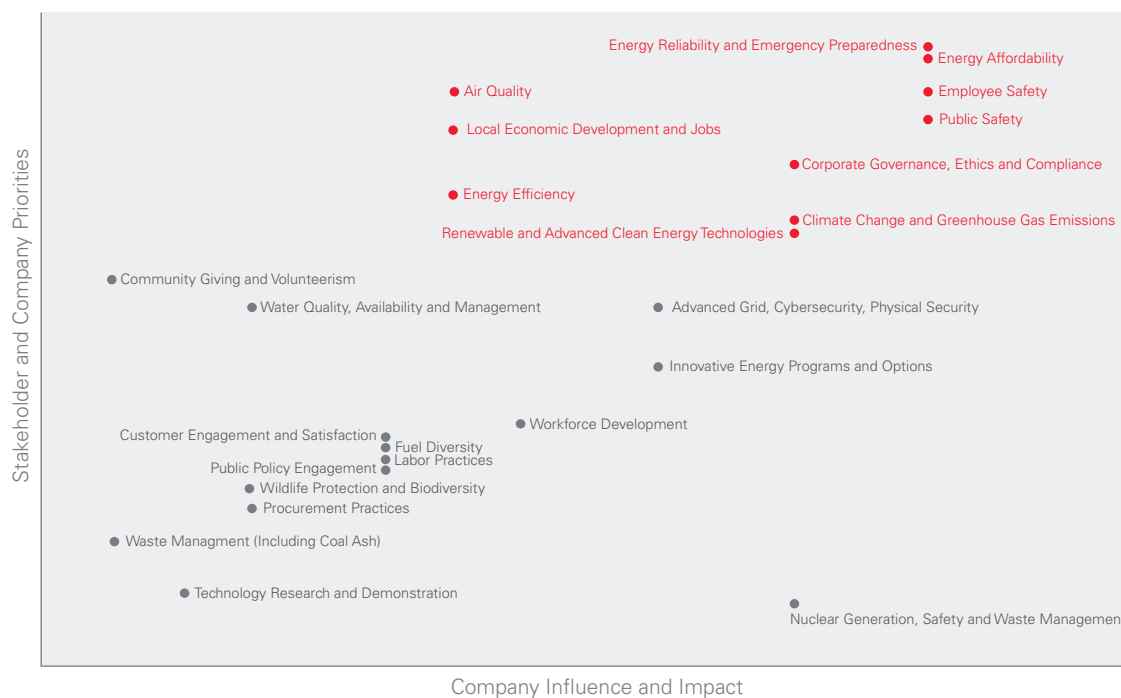 Energy Reliability and Emergency Preparedness
Energy Affordability
Air Quality
Employee Safety
Public Safety
Local Economic Development and Jobs
Corporate Governance, Ethics and Compliance
Energy Efficiency
Climate Change and Greenhouse Gas Emissions
Renewable and Advanced Clean Energy Technologies
Community Giving and Volunteerism
Water Quality, Availability and Management
Advanced Grid, Cybersecurity, Physical Security
Innovative Energy Programs and Options
Workforce Development
Customer Engagement and Satisfaction
Fuel Diversity
Labor Practices
Public Policy Engagement
Wildlife Protection and Biodiversity
Procurement Practices
Waste Managment (Including Coal Ash)
Technology Research and Demonstration
Nuclear Generation, Safety and Waste Management
Stakeholder and Company Priorities
Company Influence and Impact